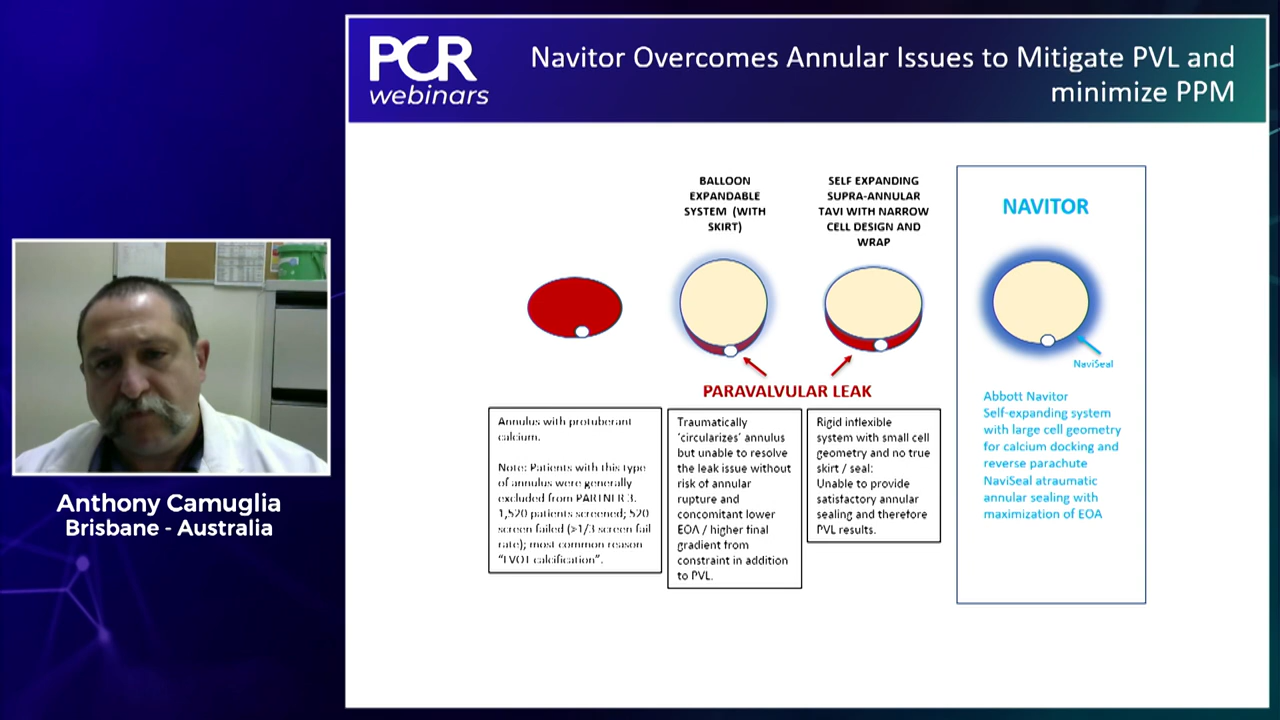 PCR
webinars
Navitor Overcomes Annular Issues to Mitigate PVL and
minimize PPM
BALLOON
EXPANDABLE
SYSTEM (WITH
SKIRT)
SELF EXPANDING
SUPRA-ANNULAR
TAVI WITH NARROW
CELL DESIGN AND
WRAP
NAVITOR
NaviSeal
PARAVALVULAR LEAK
Annulus with protuberant
calcium.
Note: Patients with this type
of annulus were generally
excluded from PARTNER 3.
1,520 patients screened; 520
screen failed (>1/3 screen fail
rate); most common reason
"LVOT calcification".
Traumatically
'circularizes' annulus
but unable to resolve
the leak issue without
risk of annular
rupture and
concomitant lower
EOA / higher final
gradient from
constraint in addition
to PVL.
Rigid inflexible
system with small cell
geometry and no true
skirt / seal:
Unable to provide
satisfactory annular
sealing and therefore
PVL results.
Abbott Navitor
Self-expanding system
with large cell geometry
for calcium docking and
reverse parachute
NaviSeal atraumatic
annular sealing with
maximization of EOA
Anthony Camuglia
Brisbane - Australia